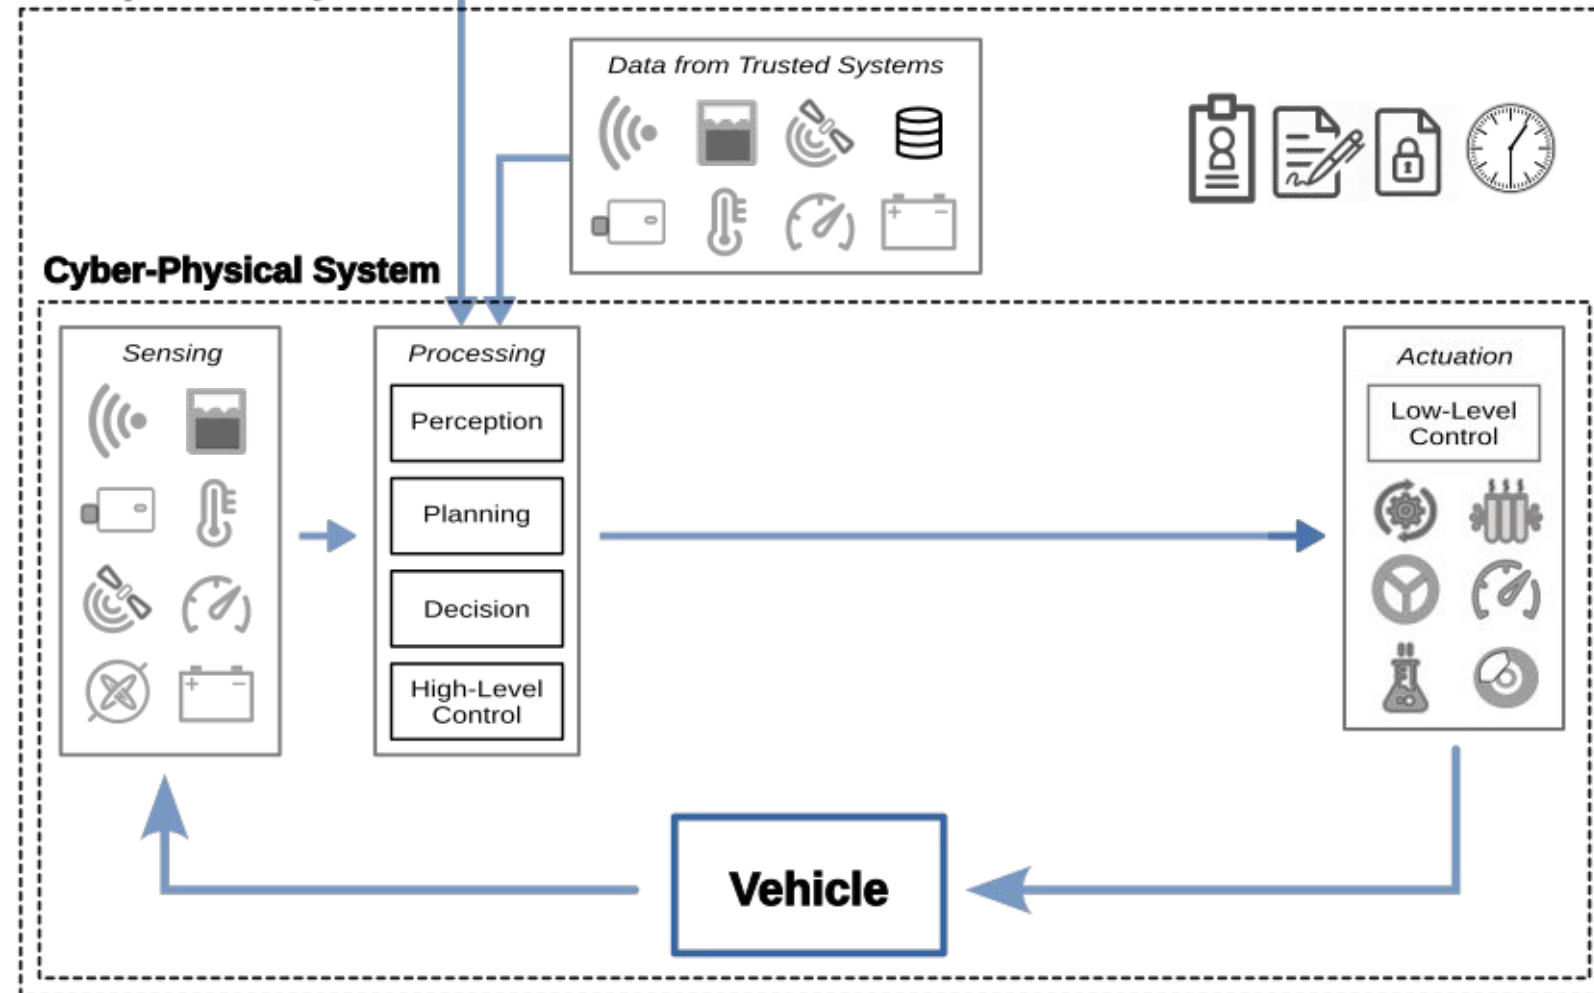 Data from Trusted Systems
Cyber-Physical System
Sensing
Processing
Perception
Planning
Decision
High-Level
Control
Actuation
Low-Level
Control
Vehicle